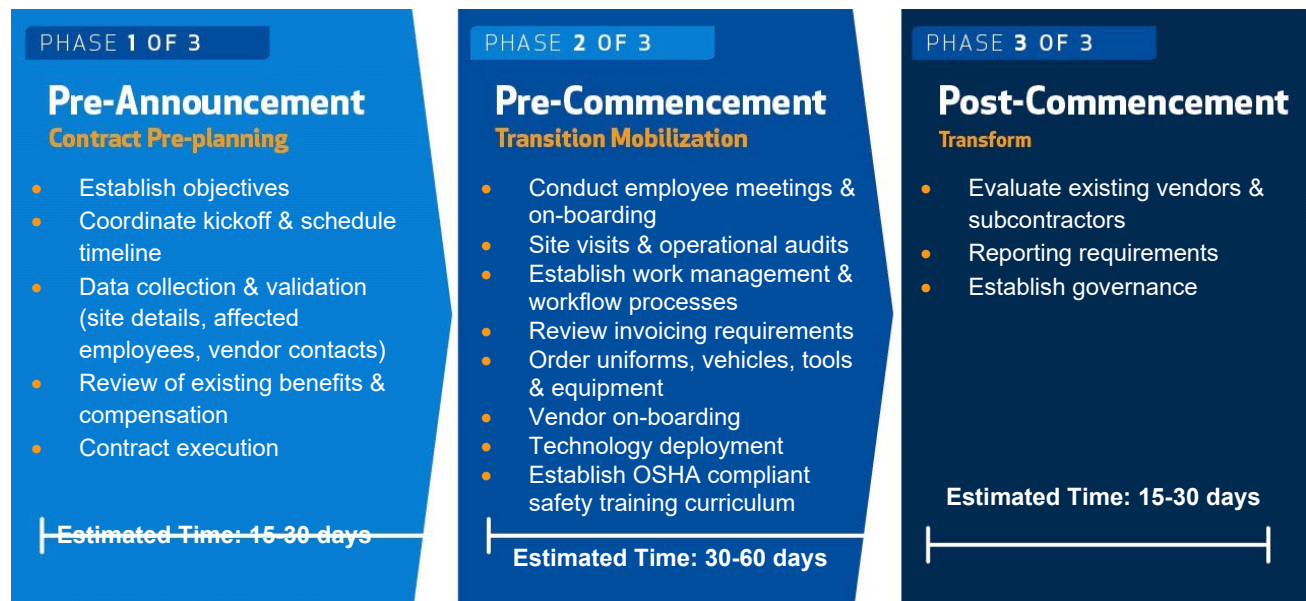 PHASE 1 OF 3
Pre-Announcement
Contract Pre-planning
• Establish objectives
• Coordinate kickoff & schedule
timeline
• Data collection & validation
(site details, affected
employees, vendor contacts)
• Review of existing benefits &
compensation
• Contract execution
Estimated Time: 15-30 days
PHASE 2 OF 3
Pre-Commencement
Transition Mobilization
• Conduct employee meetings &
on-boarding
• Site visits & operational audits
• Establish work management &
workflow processes
• Review invoicing requirements
• Order uniforms, vehicles, tools
& equipment
• Vendor on-boarding
• Technology deployment
• Establish OSHA compliant
safety training curriculum
Estimated Time: 30-60 days
PHASE 3 OF 3
Post-Commencement
Transform
• Evaluate existing vendors &
subcontractors
• Reporting requirements
• Establish governance
Estimated Time: 15-30 days